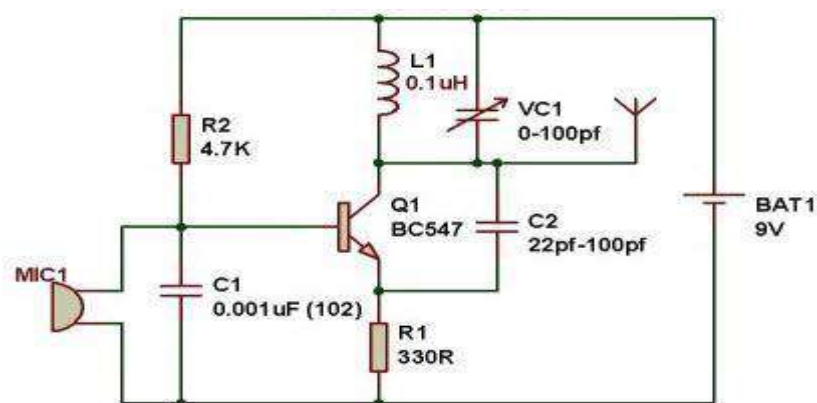 L1
0.1uH
VC1
0-100pf
R2
4.7K
Q1
BC547
C2
22pf-100pf
BAT1
9V
MIC1
C1
0.001uF (102)
R1
330R